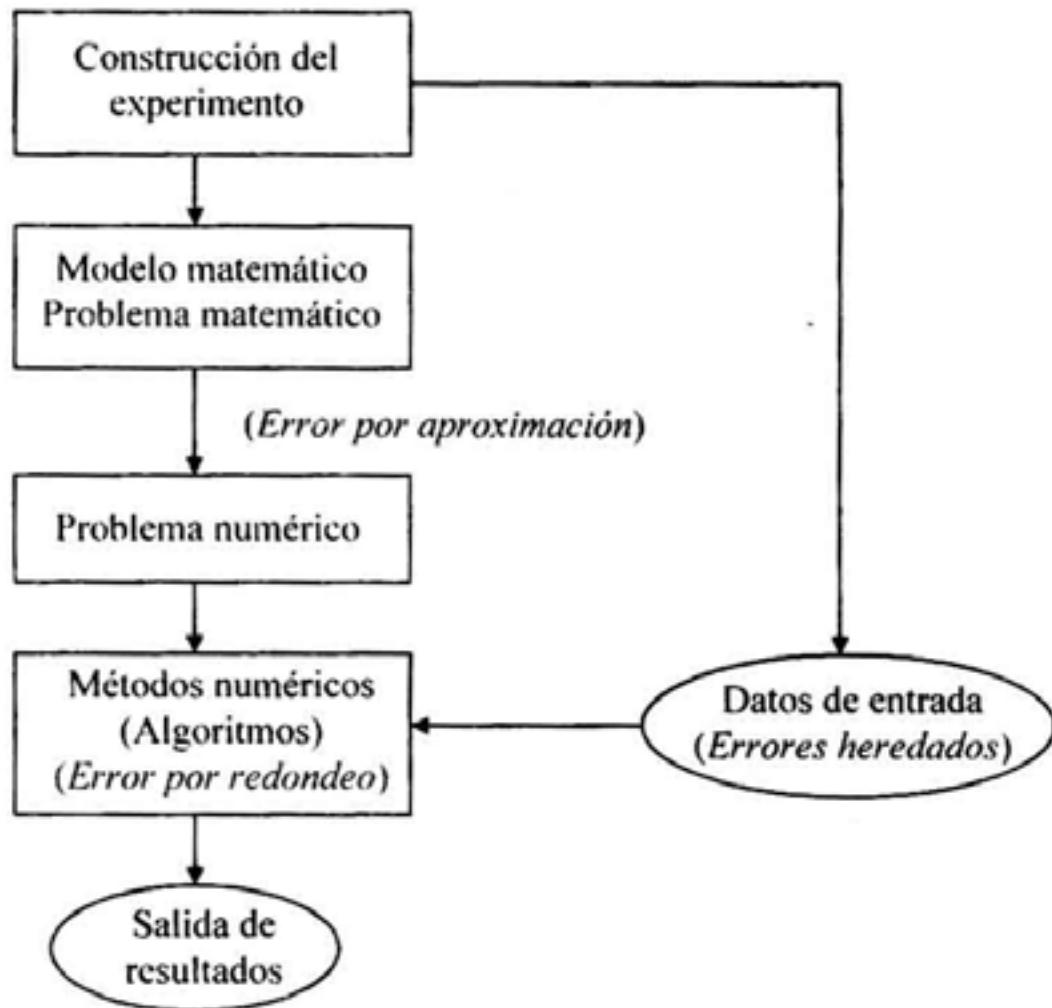 Construcción del
experimento
Modelo matemático
Problema matemático
(Error por aproximación)
Problema numérico
Métodos numéricos
(Algoritmos)
(Error por redondeo)
Datos de entrada
(Errores heredados)
Salida de
resultados